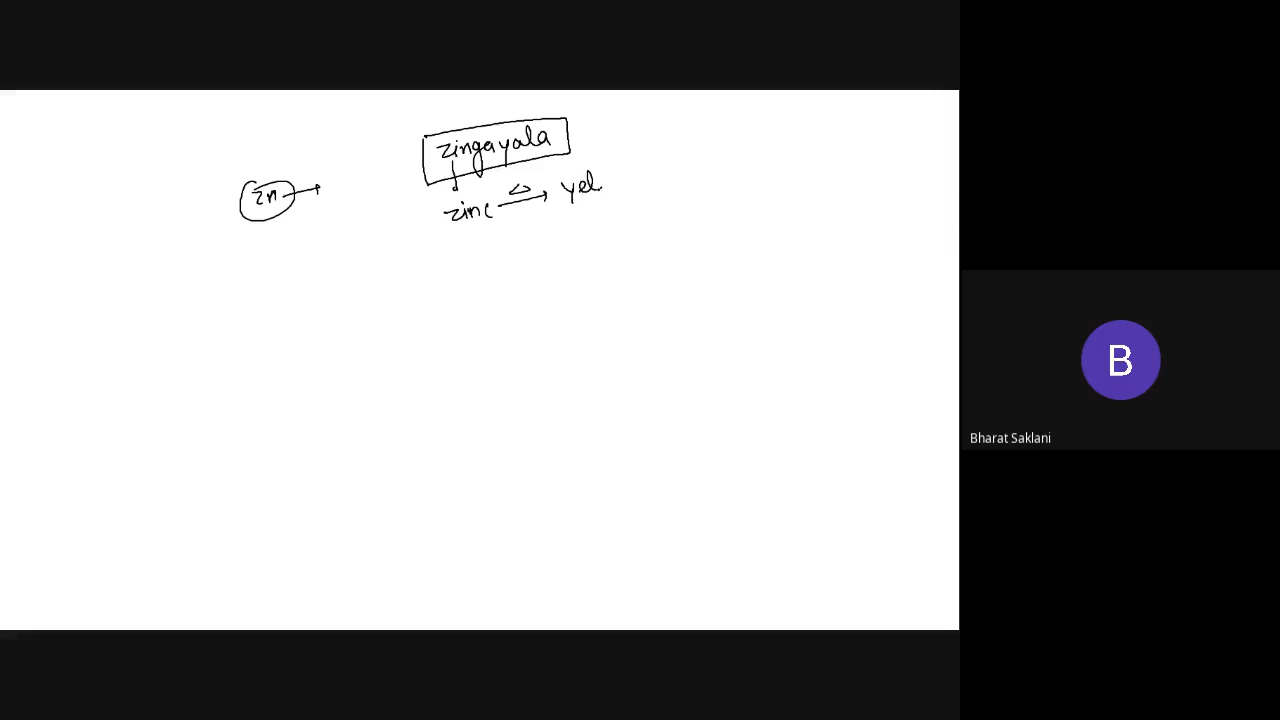 zingayala
zn
zinc △ yel
B
Bharat Saklani